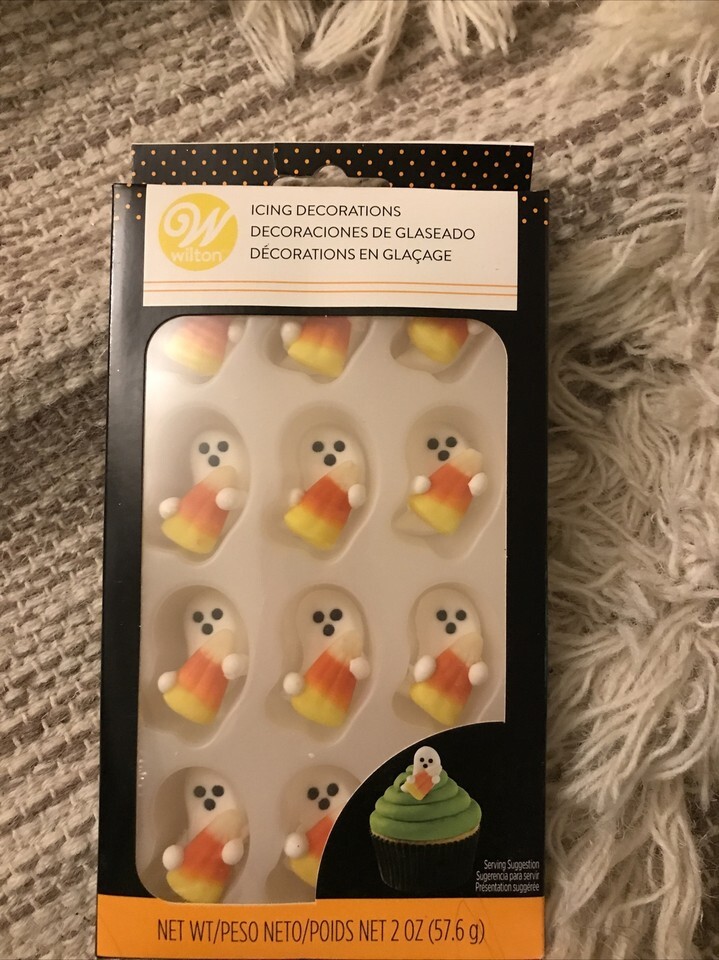 W
wilton
ICING DECORATIONS
DECORACIONES DE GLASEADO
DÉCORATIONS EN GLAÇAGE
Serving Suggestion
Sugerencia para servir
Présentation suggérée
NET WT/PESO NETO/POIDS NET 2 OZ (57.6 g)